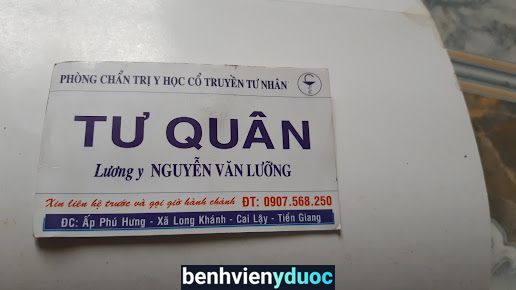 PHÒNG CHẨN TRỊ Y HỌC CỔ TRUYỀN TƯ NHÂN
TƯ QUÂN
Lương y NGUYỄN VĂN LƯỠNG
Xin liên hệ trước và gọi giờ hành chánh ĐT: 0907.568.250
ĐC: Ấp Phú Hưng - Xã Long Khánh - Cai Lậy - Tiền Giang
benhvienyduoc